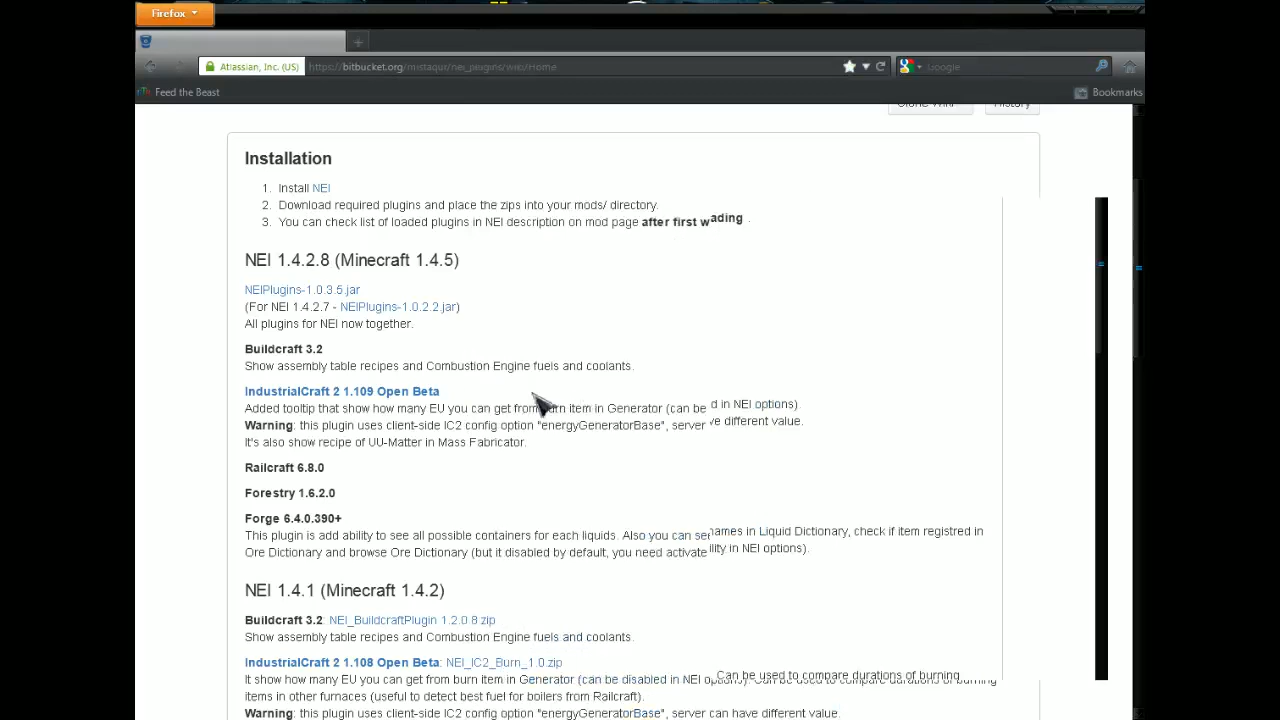 Firefox
Atlassian, Inc. (US)
https://bitbucket.org/mistaqur/nei_plugins/wiki/Home
Google
Feed the Beast
Bookmarks
Clone wiki
History
Installation
1. Install NEI
2. Download required plugins and place the zips into your mods/ directory.
3. You can check list of loaded plugins in NEI description on mod page after first
ading .
NEI 1.4.2.8 (Minecraft 1.4.5)
NEIPlugins-1.0.3.5.jar
(For NEI 1.4.2.7 - NEIPlugins-1.0.2.2.jar)
All plugins for NEI now together.
Buildcraft 3.2
Show assembly table recipes and Combustion Engine fuels and coolants.
IndustrialCraft 2 1.109 Open Beta
Added tooltip that show how many EU you can get from burn item in Generator (can be d in NEI options).
Warning: this plugin uses client-side IC2 config option "energyGeneratorBase", server ve different value.
It's also show recipe of UU-Matter in Mass Fabricator.
Railcraft 6.8.0
Forestry 1.6.2.0
Forge 6.4.0.390+
This plugin is add ability to see all possible containers for each liquids. Also you can see names in Liquid Dictionary, check if item registred in
Ore Dictionary and browse Ore Dictionary (but it disabled by default, you need activate ility in NEI options).
NEI 1.4.1 (Minecraft 1.4.2)
Buildcraft 3.2: NEI_BuildcraftPlugin 1.2.0 8 zip
Show assembly table recipes and Combustion Engine fuels and coolants.
IndustrialCraft 2 1.108 Open Beta: NEI_IC2_Burn_1.0.zip
It show how many EU you can get from burn item in Generator (can be disabled in NEI options). Can be used to compare durations of burning
items in other furnaces (useful to detect best fuel for boilers from Railcraft).
Warning: this plugin uses client-side IC2 config option "energyGeneratorBase", server can have different value.